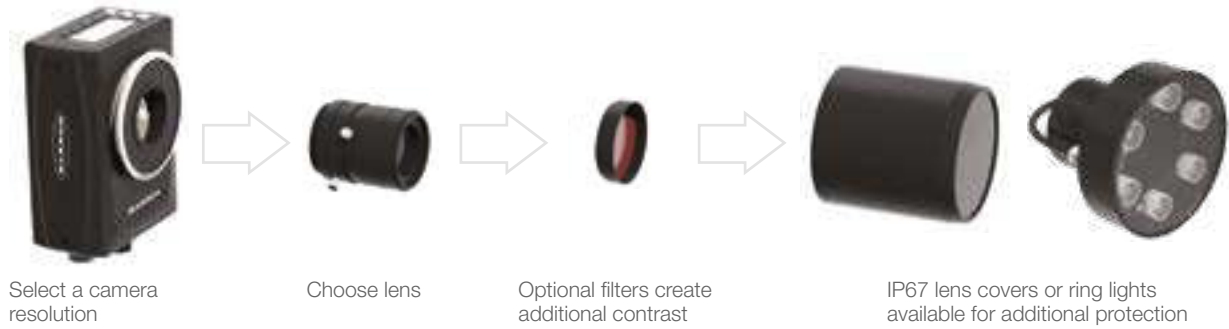 Select a camera
resolution
Choose lens
Optional filters create
additional contrast
IP67 lens covers or ring lights
available for additional protection